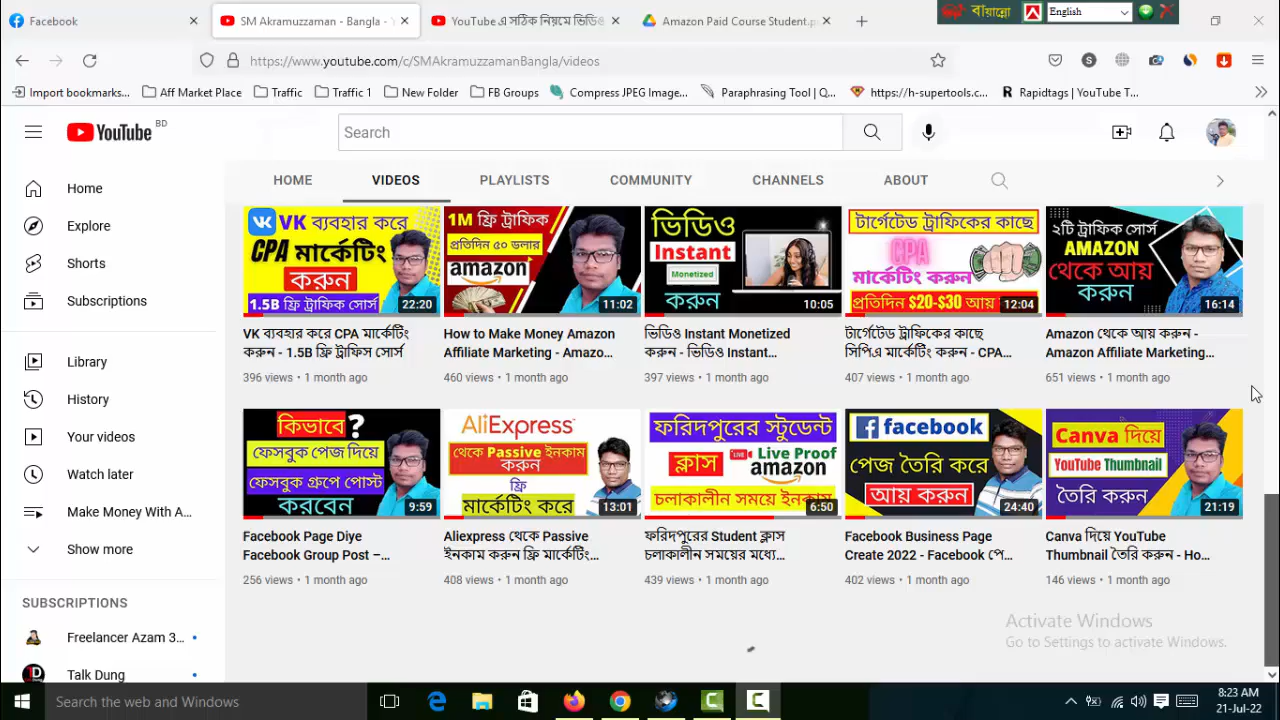 Facebook
SM Akramuzzaman - Bangla - Y
YouTube এ সঠিক নিয়মে ভিডিও
Amazon Paid Course Student.p
বায়ান্নো
English
https://www.youtube.com/c/SMAkramuzzamanBangla/videos
Import bookmarks...
Aff Market Place
Traffic
Traffic 1
New Folder
FB Groups
Compress JPEG Image...
Paraphrasing Tool | Q...
https://h-supertools.c...
Rapidtags | YouTube T...
YouTube BD
Search
HOME
VIDEOS
PLAYLISTS
COMMUNITY
CHANNELS
ABOUT
Home
Explore
Shorts
Subscriptions
Library
History
Your videos
Watch later
Make Money With A...
Show more
SUBSCRIPTIONS
Freelancer Azam 3...
Talk Dung
VK ব্যবহার করে
CPA মার্কেটিং
করুন
1.5B ফ্রি ট্রাফিক সোর্স
22:20
VK ব্যবহার করে CPA মার্কেটিং
করুন - 1.5B ফ্রি ট্রাফিস সোর্স
396 views • 1 month ago
1M ফ্রি ট্রাফিক
প্রতিদিন ৫০ ডলার
amazon
11:02
How to Make Money Amazon
Affiliate Marketing - Amazo...
460 views • 1 month ago
ভিডিও
Instant
Monetized
করুন
10:05
ভিডিও Instant Monetized
করুন - ভিডিও Instant...
397 views • 1 month ago
টার্গেটেড ট্রাফিকের কাছে
CPA
মার্কেটিং করুন
প্রতিদিন $20-$30 আয়
12:04
টার্গেটেড ট্রাফিকের কাছে
সিপিএ মার্কেটিং করুন - CPA...
407 views • 1 month ago
২টি ট্রাফিক সোর্স
AMAZON
থেকে আয়
করুন
16:14
Amazon থেকে আয় করুন -
Amazon Affiliate Marketing...
651 views • 1 month ago
কিভাবে?
ফেসবুক পেজ দিয়ে
ফেসবুক গ্রুপে পোস্ট
করবেন
9:59
Facebook Page Diye
Facebook Group Post –...
256 views • 1 month ago
AliExpress
থেকে Passive ইনকাম
করুন
ফ্রি
মার্কেটিং করে
13:01
Aliexpress থেকে Passive
ইনকাম করুন ফ্রি মার্কেটিং...
408 views • 1 month ago
ফরিদপুরের স্টুডেন্ট
ক্লাস
LIVE
Live Proof
amazon
চলাকালীন সময়ে ইনকাম
6:50
ফরিদপুরের Student ক্লাস
চলাকালীন সময়ের মধ্যে...
439 views • 1 month ago
facebook
পেজ তৈরি করে
আয় করুন
24:40
Facebook Business Page
Create 2022 - Facebook পে...
402 views • 1 month ago
Canva দিয়ে
YouTube Thumbnail
তৈরি করুন
21:19
Canva দিয়ে YouTube
Thumbnail তৈরি করুন - Ho...
146 views • 1 month ago
Activate Windows
Go to Settings to activate Windows.
Search the web and Windows
8:23 AM
21-Jul-22